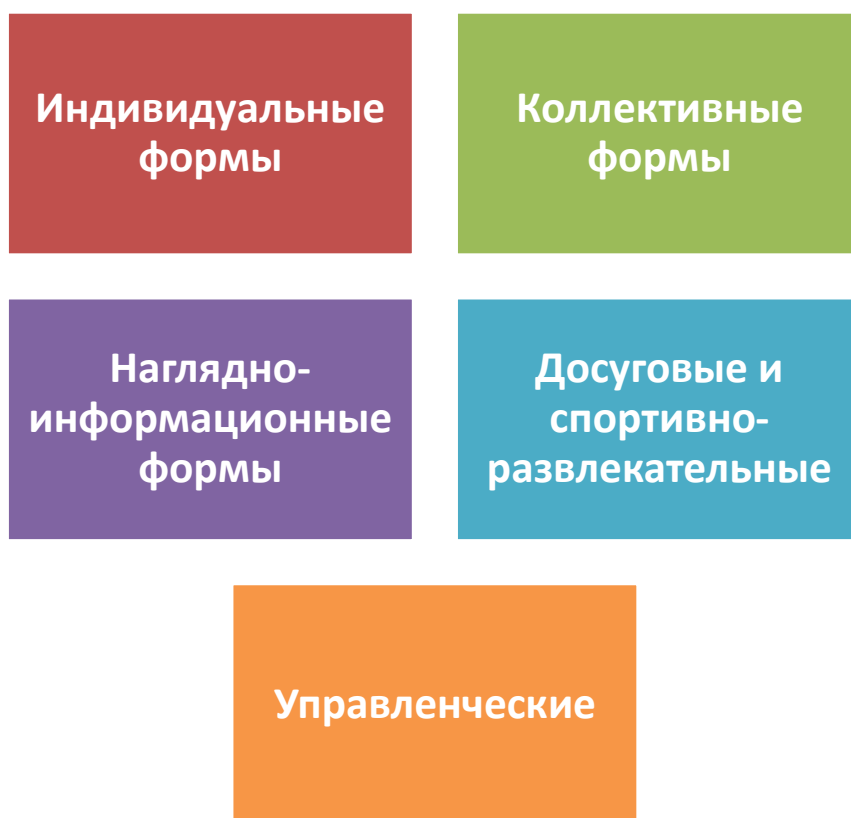 Индивидуальные
формы
Коллективные
формы
Наглядно-
информационные
формы
Досуговые и
спортивно-
развлекательные
Управленческие